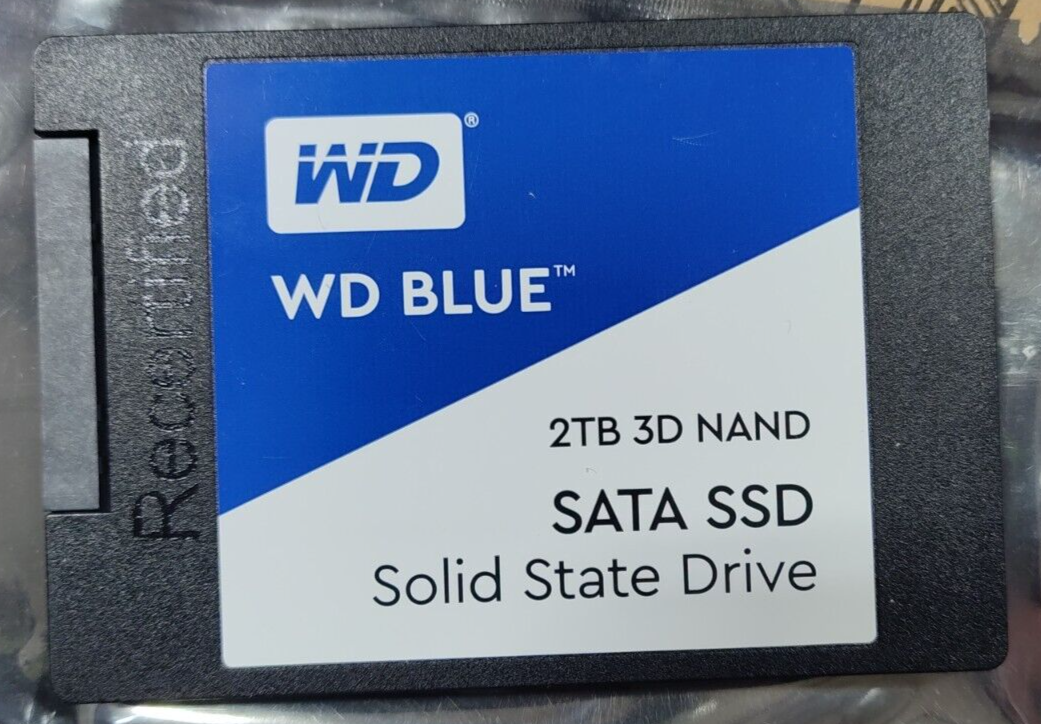 WD®
WD BLUE™
2TB 3D NAND
SATA SSD
Solid State Drive
Recertified